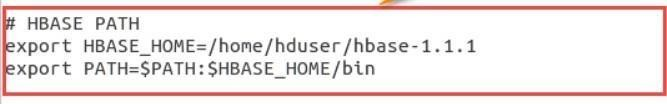 # HBASE PATH
export HBASE_HOME=/home/hduser/hbase-1.1.1
export PATH=$PATH:$HBASE_HOME/bin